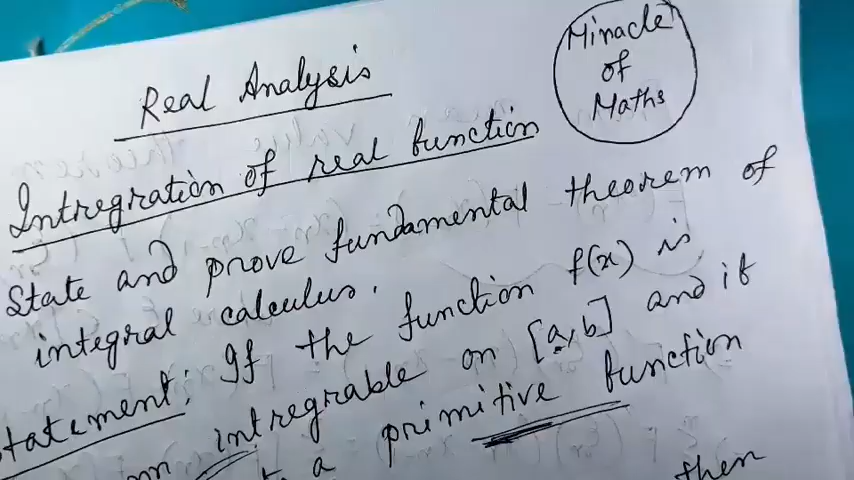 Real Analysis
Miracle
of
Maths
Intregration of real function
State and prove fundamental theorem of
integral calculus.
Statement: If the function f(x) is
intregrable on [a, b] and if
a primitive function
then